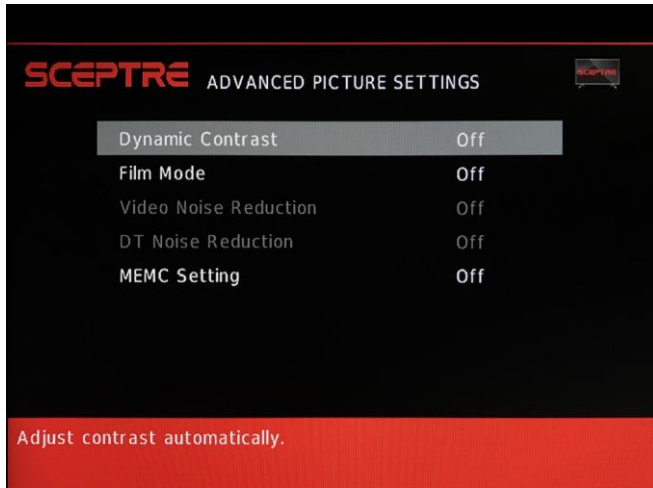 SCEPTRE ADVANCED PICTURE SETTINGS
SCEPTRE
Dynamic Contrast Off
Film Mode Off
Video Noise Reduction Off
DT Noise Reduction Off
MEMC Setting Off
Adjust contrast automatically.